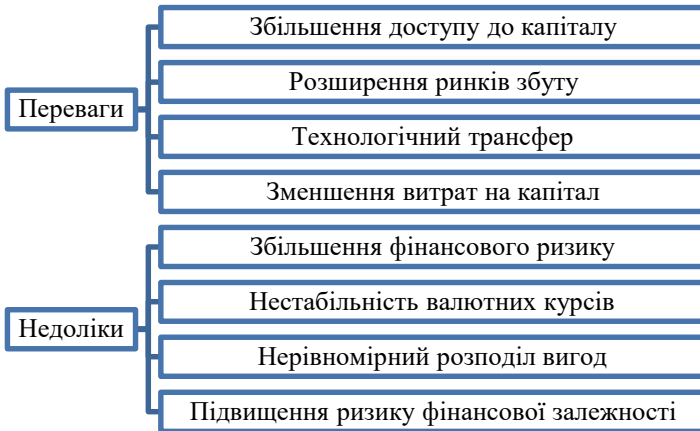 Переваги
Збільшення доступу до капіталу
Розширення ринків збуту
Технологічний трансфер
Зменшення витрат на капітал
Недоліки
Збільшення фінансового ризику
Нестабільність валютних курсів
Нерівномірний розподіл вигод
Підвищення ризику фінансової залежності